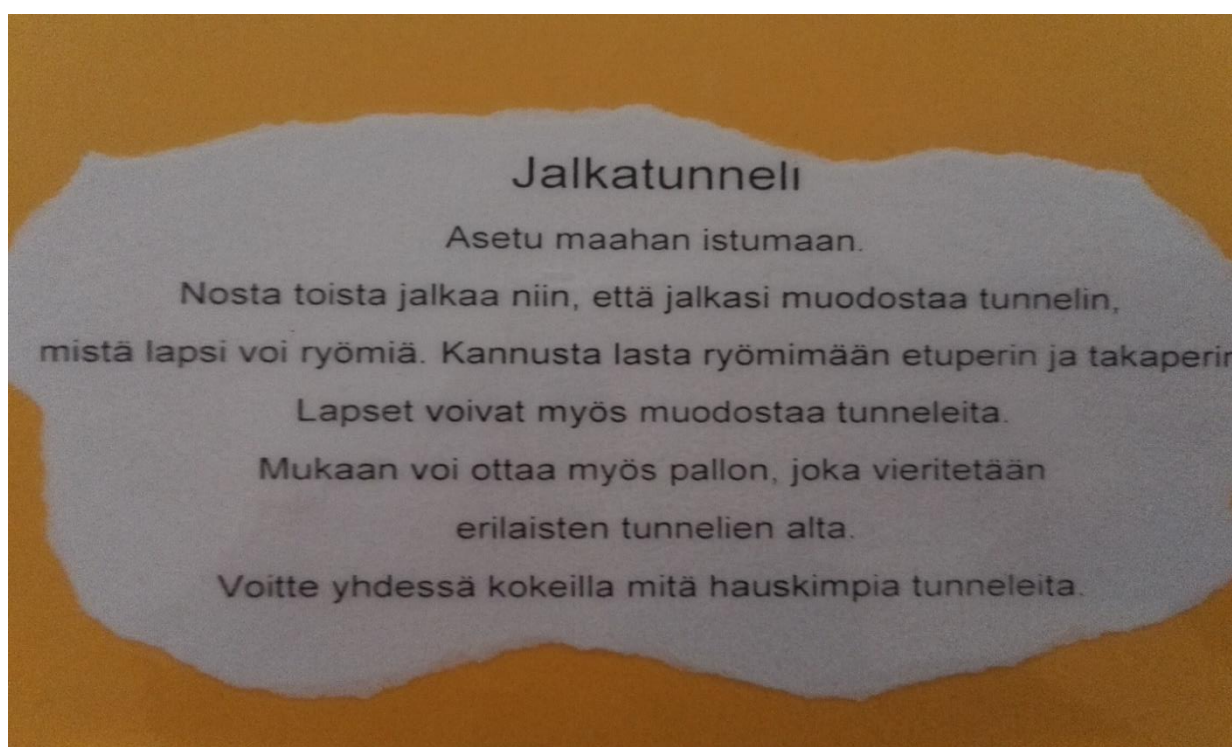 Jalkatunneli
Asetu maahan istumaan.
Nosta toista jalkaa niin, että jalkasi muodostaa tunnelin,
mistä lapsi voi ryömiä. Kannusta lasta ryömimään etuperin ja takaperin
Lapset voivat myös muodostaa tunneleita.
Mukaan voi ottaa myös pallon, joka vieritetään
erilaisten tunnelien alta.
Voitte yhdessä kokeilla mitä hauskimpia tunneleita.